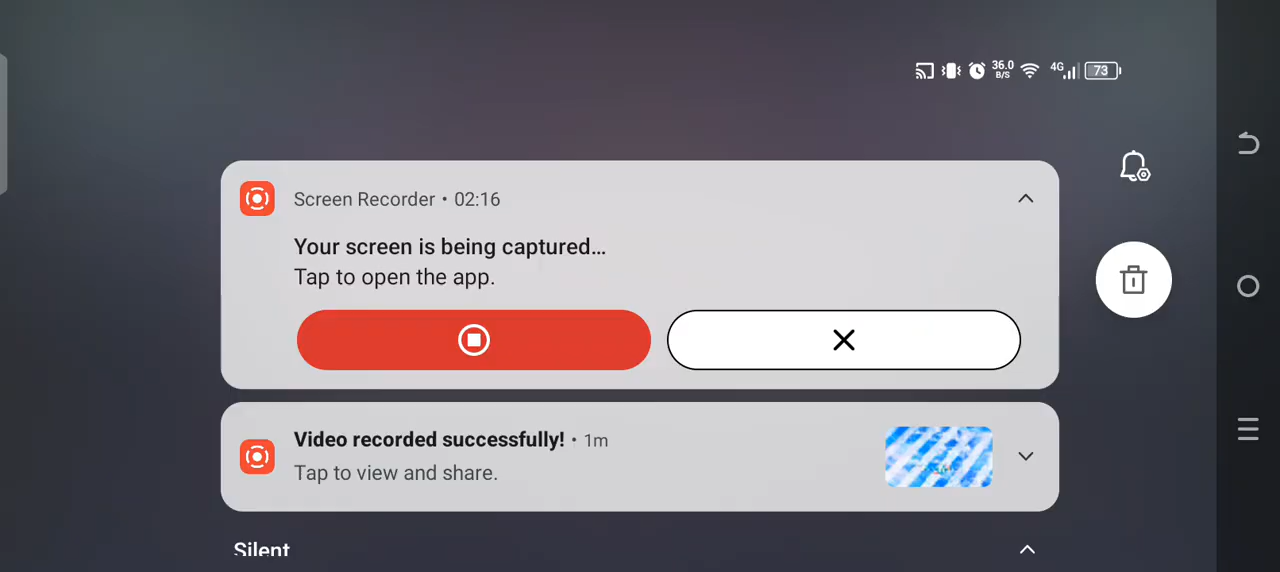 36.0
B/S
4G
73
Screen Recorder • 02:16
Your screen is being captured...
Tap to open the app.
Video recorded successfully! • 1m
Tap to view and share.
Silent